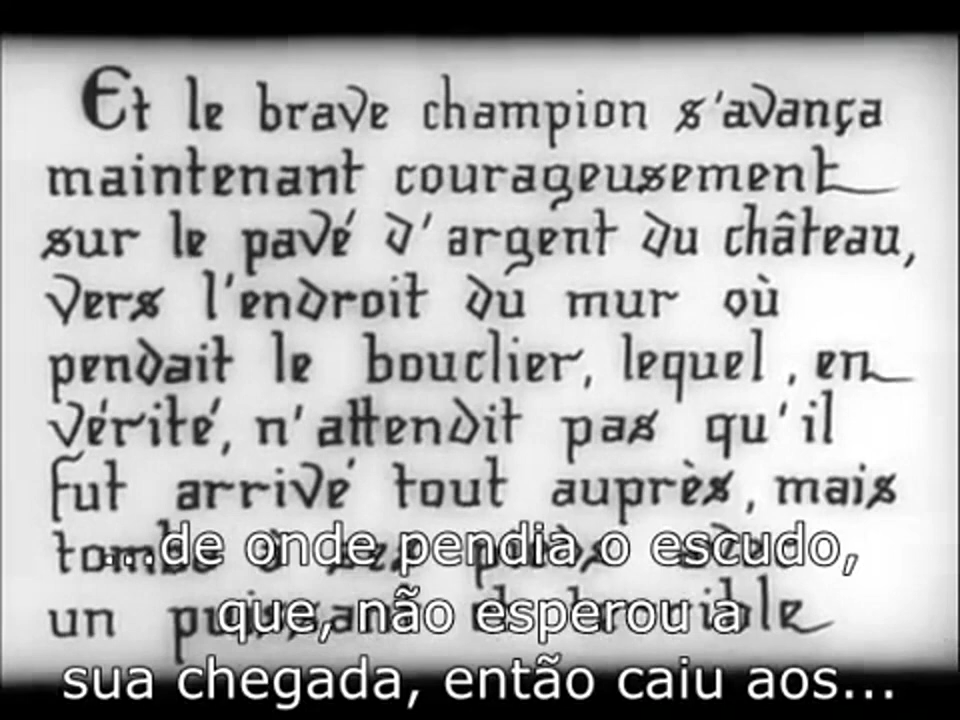 Et le brave champion s'avança
maintenant courageusement
sur le pavé d'argent du château,
vers l'endroit du mur où
pendait le bouclier, lequel, en
vérité, n'attendit pas qu'il
fut arrivé tout auprès, mais
un
...de onde pendia o escudo,
que, não esperou a
sua chegada, então caiu aos...